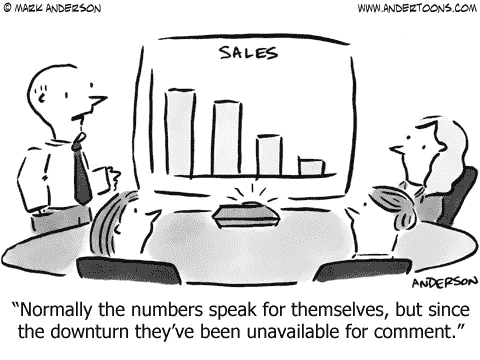 © MARK ANDERSON
WWW.ANDERTOONS.COM
SALES
ANDERSON
“Normally the numbers speak for themselves, but since
the downturn they’ve been unavailable for comment.”